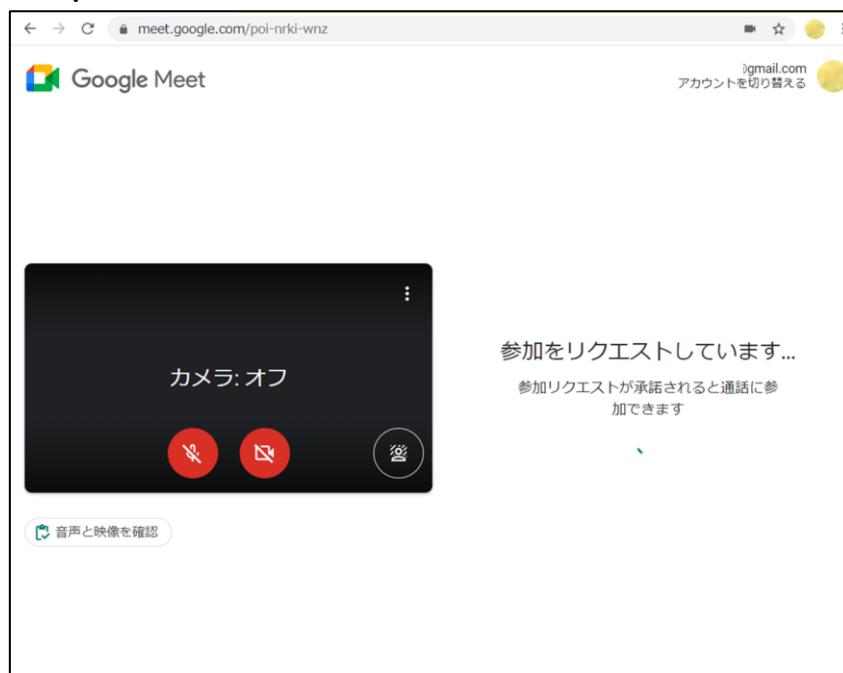 meet.google.com/poi-nrki-wnz
Google Meet
gmail.com
アカウントを切り替える
カメラ: オフ
参加をリクエストしています...
参加リクエストが承諾されると通話に参
加できます
音声と映像を確認